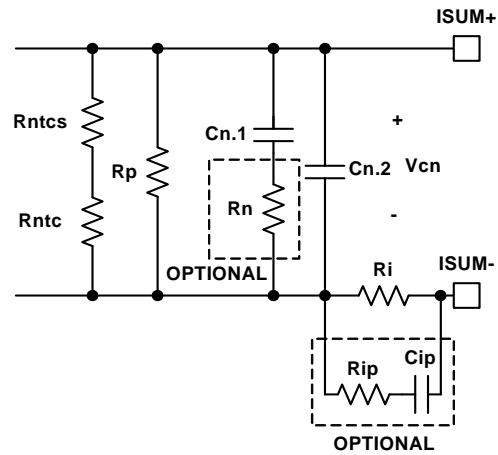 ISUM+
Rntcs
Cn.1
+
Rp
Cn.2
Vcn
Rntc
Rn
-
OPTIONAL
Ri
ISUM-
Rip
Cip
OPTIONAL